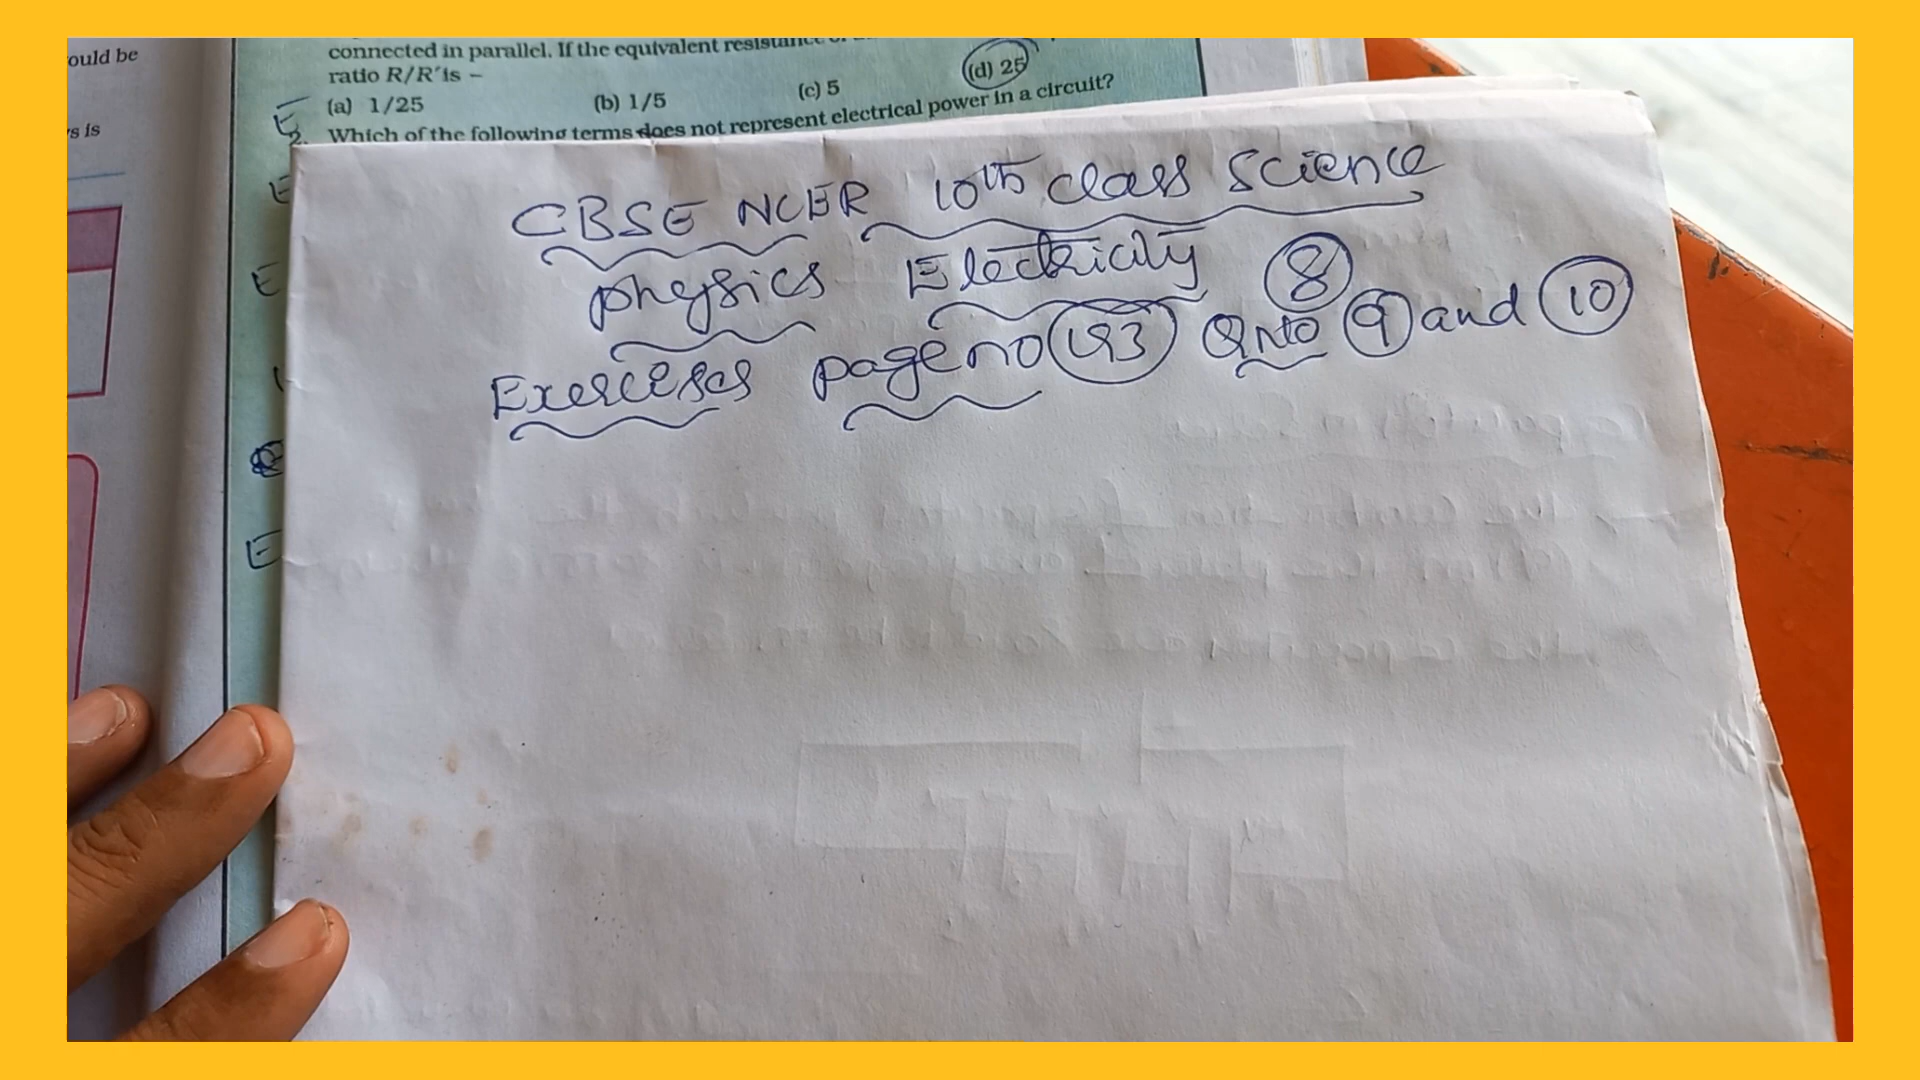 ould be
's is
connected in parallel. If the equivalent
ratio R/R′is –
(a) 1/25 (b) 1/5 (c) 5 (d) 25
2. Which of the following terms does not represent electrical power in a circuit?
CBSE NCER 10th class Science
physics Electricity 8
Exercises page no 193 QNo 9 and 10
E
E
E
E